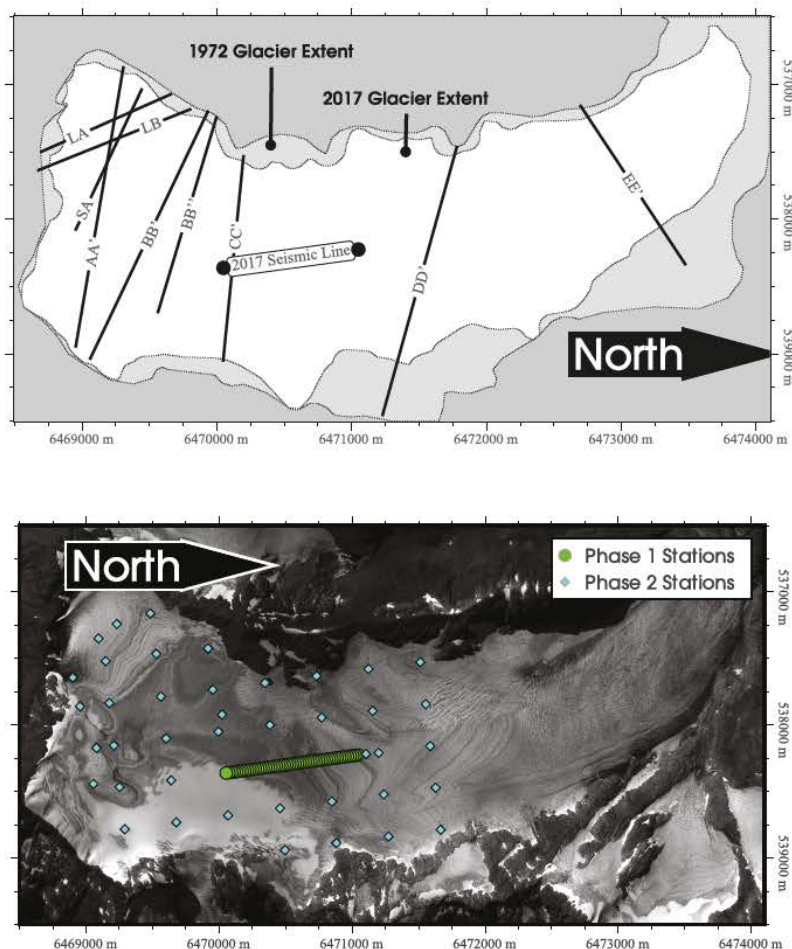 1972 Glacier Extent
2017 Glacier Extent
LA
LB
SA
AA'
BB'
BB''
CC'
2017 Seismic Line
DD'
EE'
North
537000 m
538000 m
539000 m
6469000 m
6470000 m
6471000 m
6472000 m
6473000 m
6474000 m
North
Phase 1 Stations
Phase 2 Stations
537000 m
538000 m
539000 m
6469000 m
6470000 m
6471000 m
6472000 m
6473000 m
6474000 m